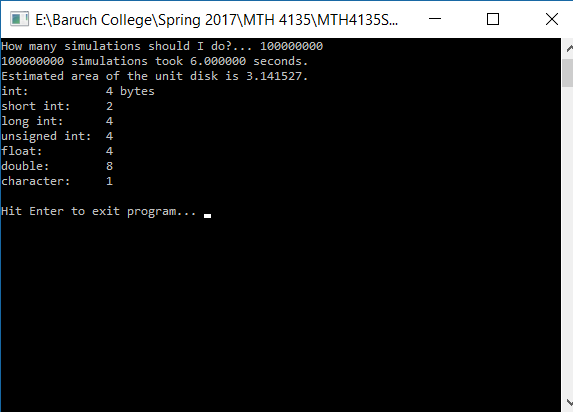 E:\Baruch College\Spring 2017\MTH 4135\MTH4135S...
How many simulations should I do?... 100000000
100000000 simulations took 6.000000 seconds.
Estimated area of the unit disk is 3.141527.
int:           4 bytes
short int:     2
long int:      4
unsigned int:  4
float:         4
double:        8
character:     1
Hit Enter to exit program...